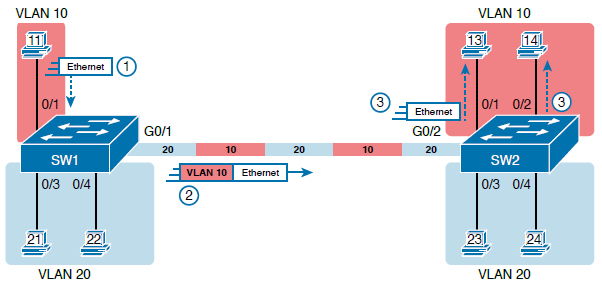 VLAN 10
VLAN 10
11
13
14
Ethernet
1
3
Ethernet
3
0/1
0/1
0/2
G0/1
G0/2
SW1
20
10
20
10
20
SW2
VLAN 10
Ethernet
0/3
0/4
2
0/3
0/4
21
22
23
24
VLAN 20
VLAN 20